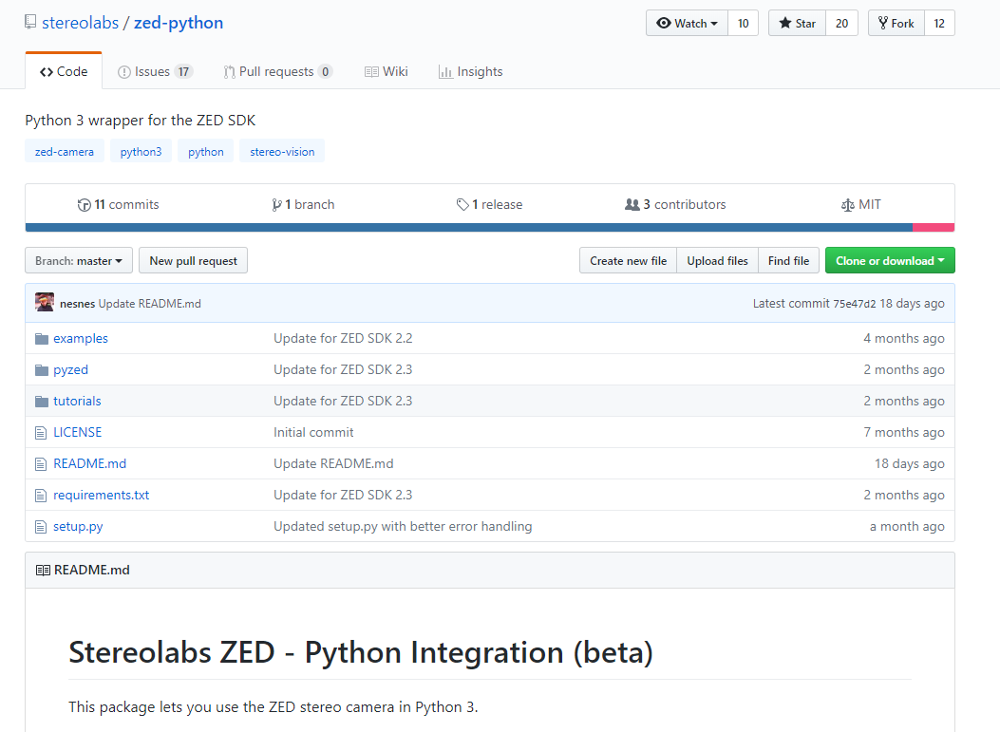 stereolabs / zed-python Watch 10 Star 20 Fork 12
Code Issues 17 Pull requests 0 Wiki Insights
Python 3 wrapper for the ZED SDK
zed-camera python3 python stereo-vision
11 commits 1 branch 1 release 3 contributors MIT
Branch: master New pull request Create new file Upload files Find file Clone or download
nesnes Update README.md Latest commit 75e47d2 18 days ago
examples Update for ZED SDK 2.2 4 months ago
pyzed Update for ZED SDK 2.3 2 months ago
tutorials Update for ZED SDK 2.3 2 months ago
LICENSE Initial commit 7 months ago
README.md Update README.md 18 days ago
requirements.txt Update for ZED SDK 2.3 2 months ago
setup.py Updated setup.py with better error handling a month ago
README.md
Stereolabs ZED - Python Integration (beta)
This package lets you use the ZED stereo camera in Python 3.